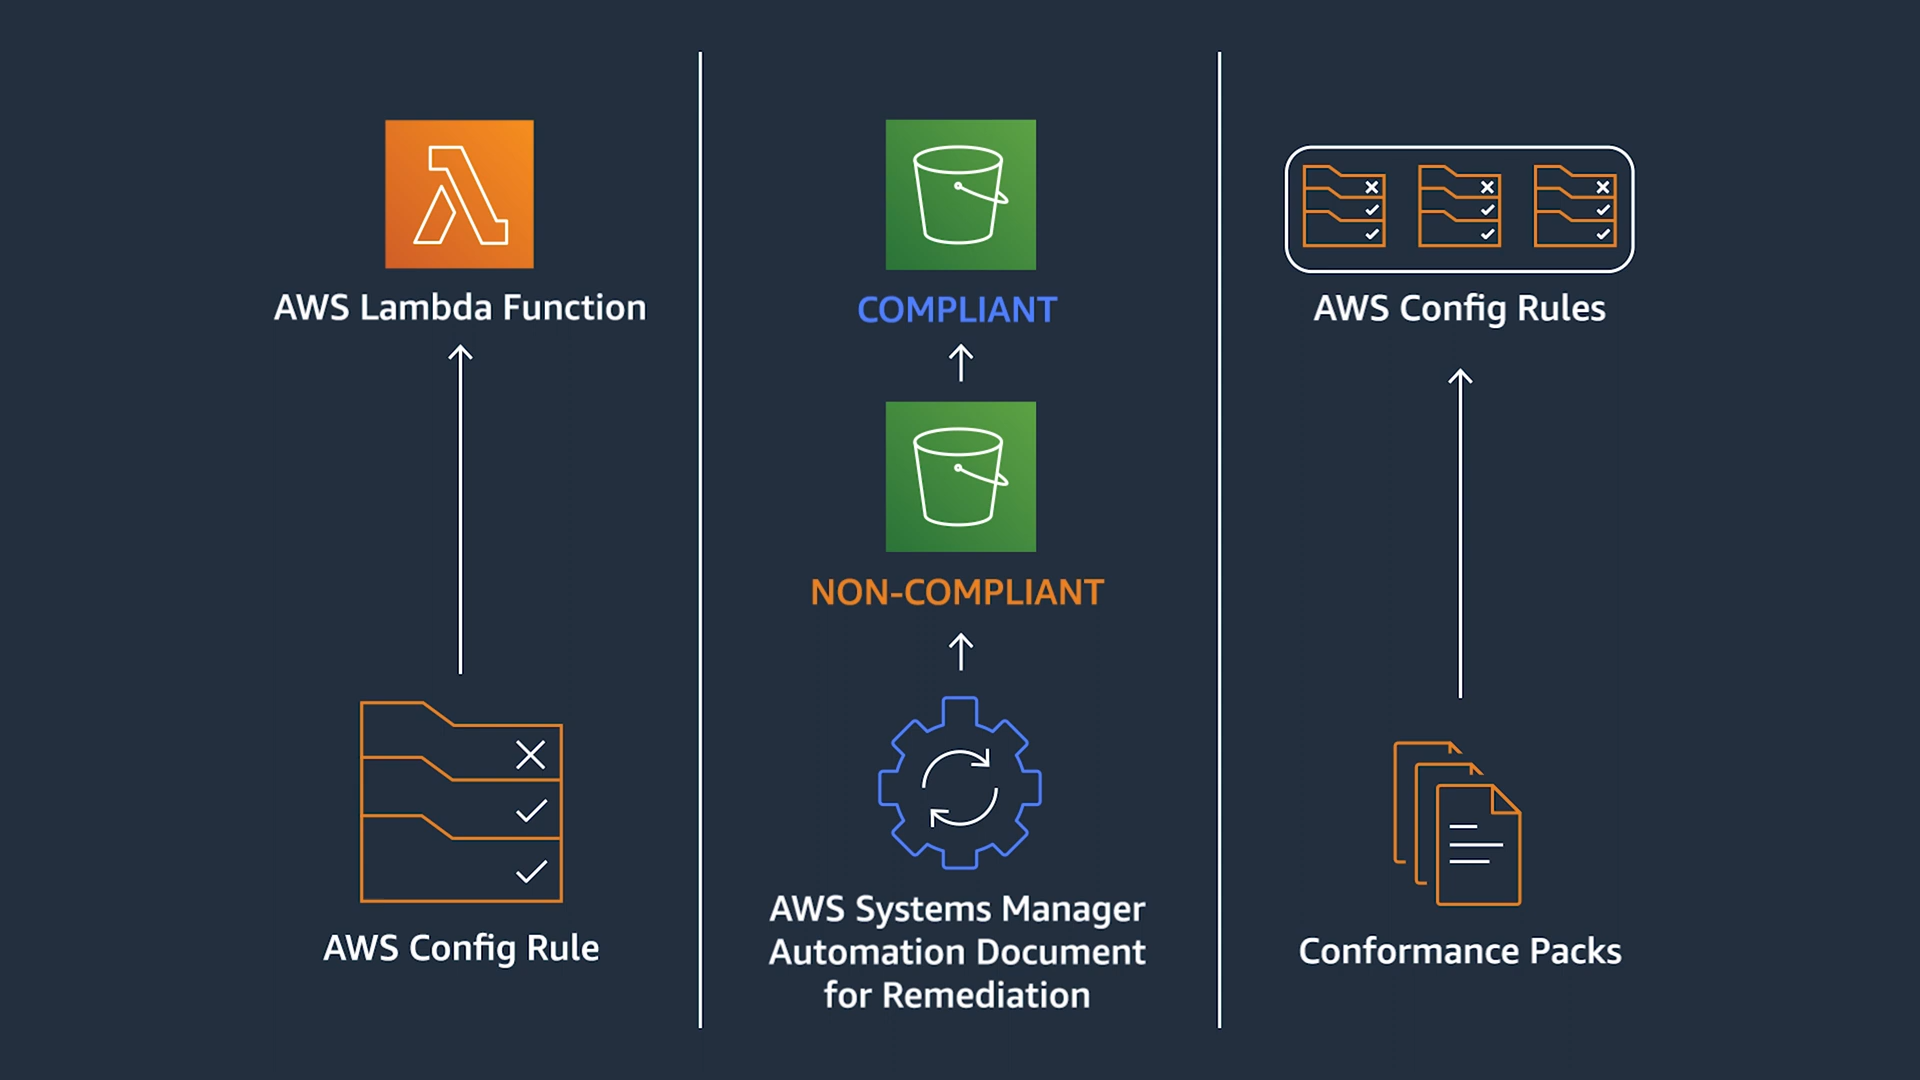 AWS Lambda Function
AWS Config Rule
COMPLIANT
NON-COMPLIANT
AWS Systems Manager
Automation Document
for Remediation
AWS Config Rules
Conformance Packs